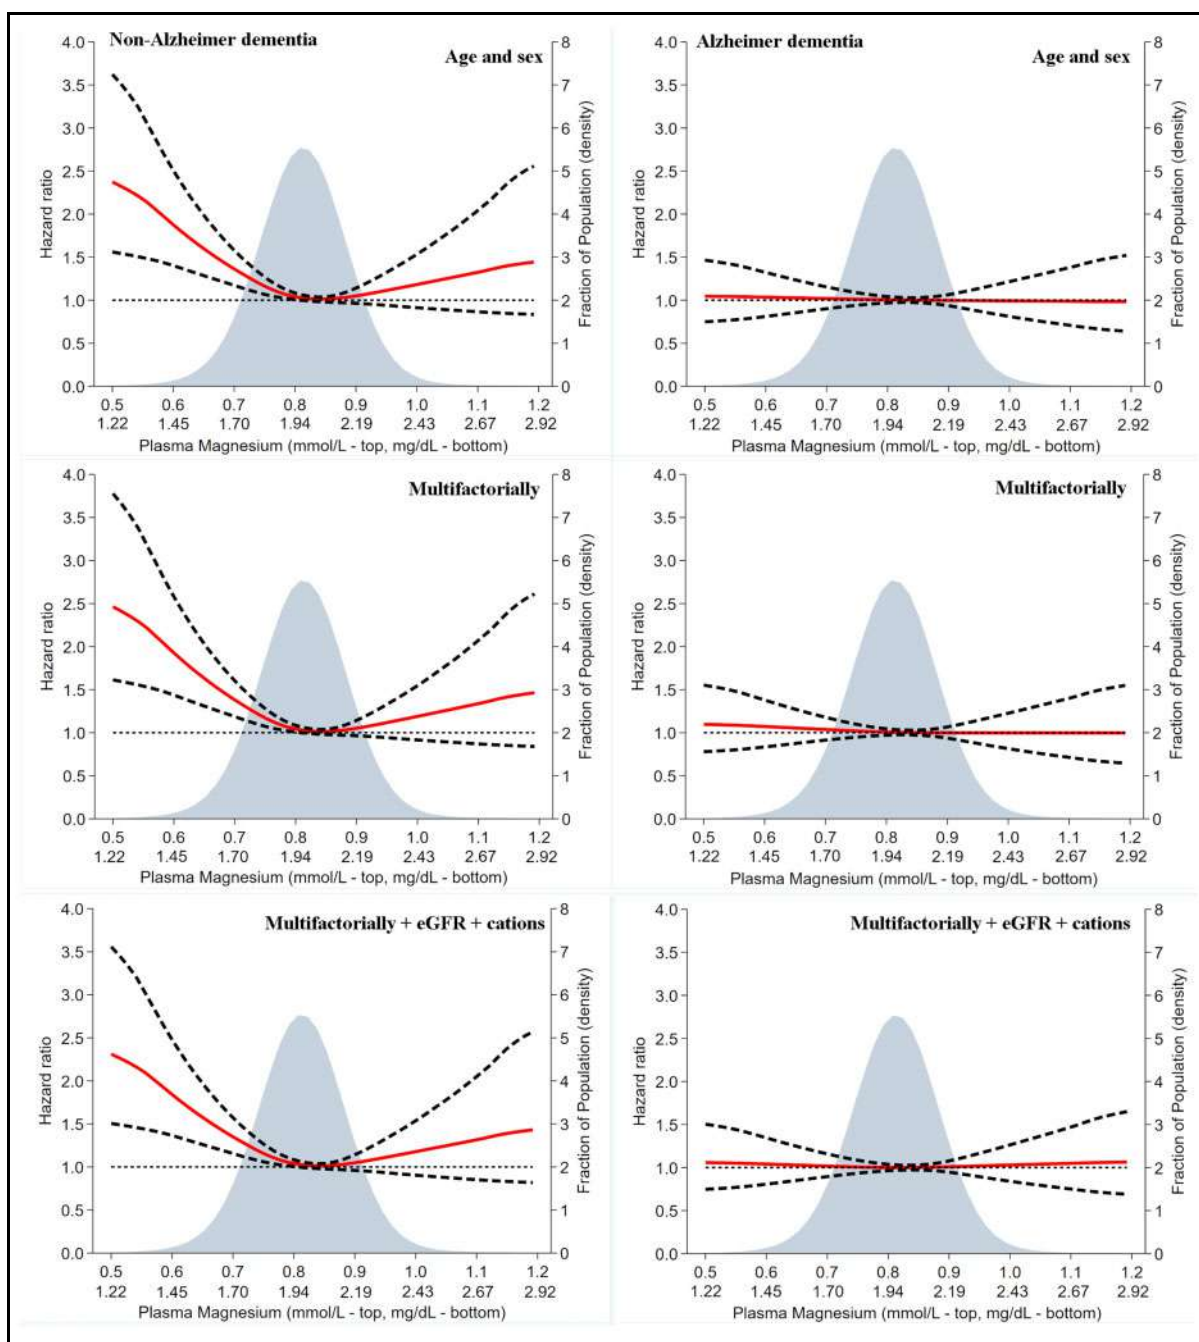 Non-Alzheimer dementia
Age and sex
4.0
3.5
3.0
2.5
2.0
1.5
1.0
0.5
0.0
Hazard ratio
8
7
6
5
4
3
2
1
0
Fraction of Population (density)
0.5 0.6 0.7 0.8 0.9 1.0 1.1 1.2
1.22 1.45 1.70 1.94 2.19 2.43 2.67 2.92
Plasma Magnesium (mmol/L - top, mg/dL - bottom)
Alzheimer dementia
Age and sex
4.0
3.5
3.0
2.5
2.0
1.5
1.0
0.5
0.0
Hazard ratio
8
7
6
5
4
3
2
1
0
Fraction of Population (density)
0.5 0.6 0.7 0.8 0.9 1.0 1.1 1.2
1.22 1.45 1.70 1.94 2.19 2.43 2.67 2.92
Plasma Magnesium (mmol/L - top, mg/dL - bottom)
Multifactorially
4.0
3.5
3.0
2.5
2.0
1.5
1.0
0.5
0.0
Hazard ratio
8
7
6
5
4
3
2
1
0
Fraction of Population (density)
0.5 0.6 0.7 0.8 0.9 1.0 1.1 1.2
1.22 1.45 1.70 1.94 2.19 2.43 2.67 2.92
Plasma Magnesium (mmol/L - top, mg/dL - bottom)
Multifactorially
4.0
3.5
3.0
2.5
2.0
1.5
1.0
0.5
0.0
Hazard ratio
8
7
6
5
4
3
2
1
0
Fraction of Population (density)
0.5 0.6 0.7 0.8 0.9 1.0 1.1 1.2
1.22 1.45 1.70 1.94 2.19 2.43 2.67 2.92
Plasma Magnesium (mmol/L - top, mg/dL - bottom)
Multifactorially + eGFR + cations
4.0
3.5
3.0
2.5
2.0
1.5
1.0
0.5
0.0
Hazard ratio
8
7
6
5
4
3
2
1
0
Fraction of Population (density)
0.5 0.6 0.7 0.8 0.9 1.0 1.1 1.2
1.22 1.45 1.70 1.94 2.19 2.43 2.67 2.92
Plasma Magnesium (mmol/L - top, mg/dL - bottom)
Multifactorially + eGFR + cations
4.0
3.5
3.0
2.5
2.0
1.5
1.0
0.5
0.0
Hazard ratio
8
7
6
5
4
3
2
1
0
Fraction of Population (density)
0.5 0.6 0.7 0.8 0.9 1.0 1.1 1.2
1.22 1.45 1.70 1.94 2.19 2.43 2.67 2.92
Plasma Magnesium (mmol/L - top, mg/dL - bottom)